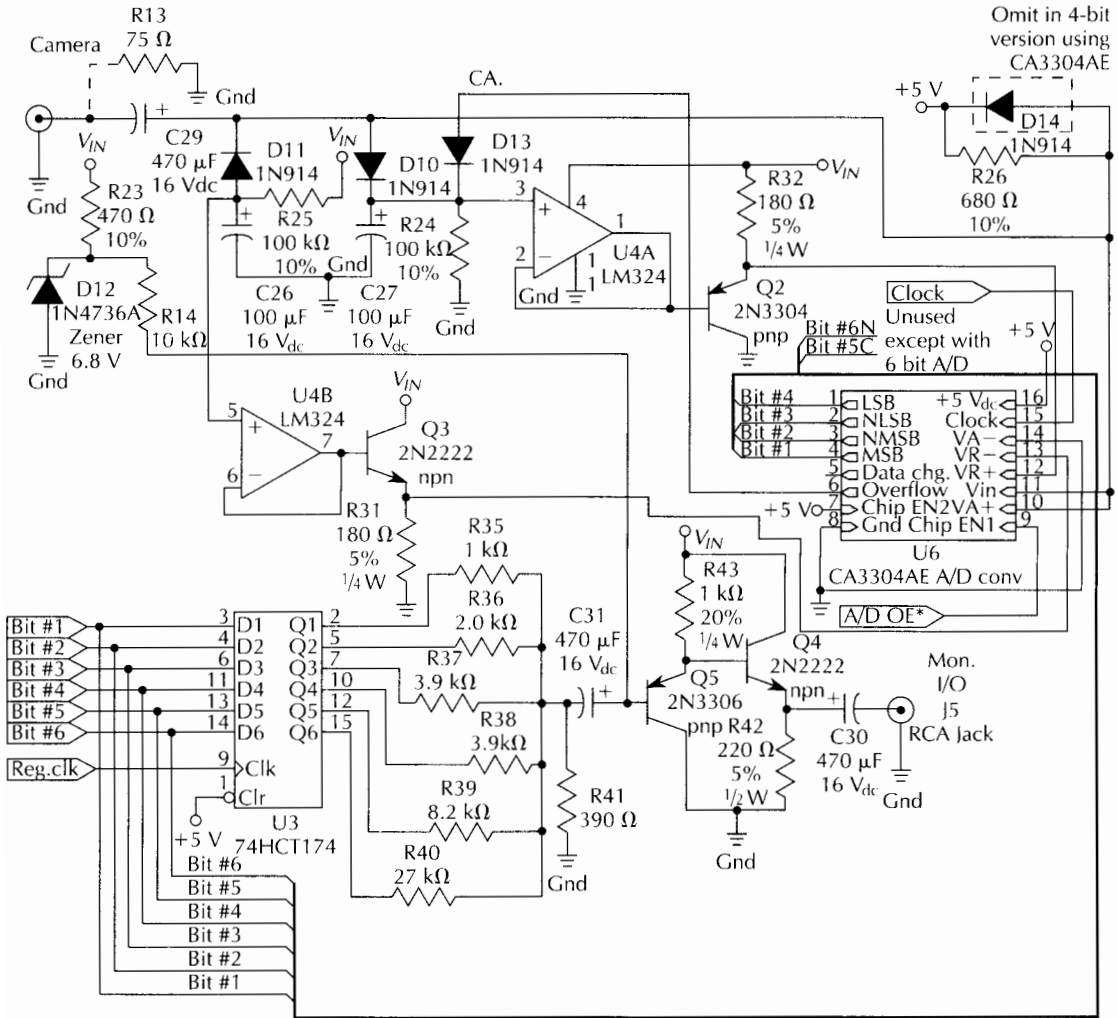 R13
75 Ω
Camera
Gnd
Gnd
V_IN
C29
470 μF
16 Vdc
+
D11
1N914
V_IN
R25
100 kΩ
10%
CA.
D10
1N914
D13
1N914
R24
100 kΩ
10%
Gnd
Gnd
R23
470 Ω
10%
D12
1N4736A
Zener
6.8 V
Gnd
R14
10 kΩ
+
C26
100 μF
16 Vdc
+
C27
100 μF
16 Vdc
3
+
2
−
4
1
1
1
Gnd
U4A
LM324
V_IN
R32
180 Ω
5%
1/4 W
Q2
2N3304
pnp
Omit in 4-bit
version using
CA3304AE
+5 V
D14
1N914
R26
680 Ω
10%
Clock
Unused
except with
6 bit A/D
Bit #6N
Bit #5C
+5 V
Bit #4
Bit #3
Bit #2
Bit #1
1 LSB
2 NLSB
3 NMSB
4 MSB
5 Data chg.
6 Overflow
7 Chip EN2
8 Gnd
+5 Vdc 16
Clock 15
VA− 14
VR− 13
VR+ 12
Vin 11
VA+ 10
Chip EN1 9
+5 V
U6
CA3304AE A/D conv
A/D OE*
U4B
LM324
5
+
6
−
7
V_IN
Q3
2N2222
npn
R31
180 Ω
5%
1/4 W
R35
1 kΩ
R36
2.0 kΩ
R37
3.9 kΩ
R38
3.9kΩ
R39
8.2 kΩ
R40
27 kΩ
Bit #1
Bit #2
Bit #3
Bit #4
Bit #5
Bit #6
Reg.clk
3 D1 Q1 2
4 D2 Q2 5
6 D3 Q3 7
11 D4 Q4 10
13 D5 Q5 12
14 D6 Q6 15
9 Clk
1 Clr
+5 V
U3
74HCT174
C31
470 μF
16 Vdc
+
R41
390 Ω
Gnd
V_IN
R43
1 kΩ
20%
1/4 W
Q5
2N3306
pnp
Q4
2N2222
npn
R42
220 Ω
5%
1/2 W
Gnd
+
C30
470 μF
16 Vdc
Mon.
I/O
J5
RCA Jack
Gnd
Bit #6
Bit #5
Bit #4
Bit #3
Bit #2
Bit #1